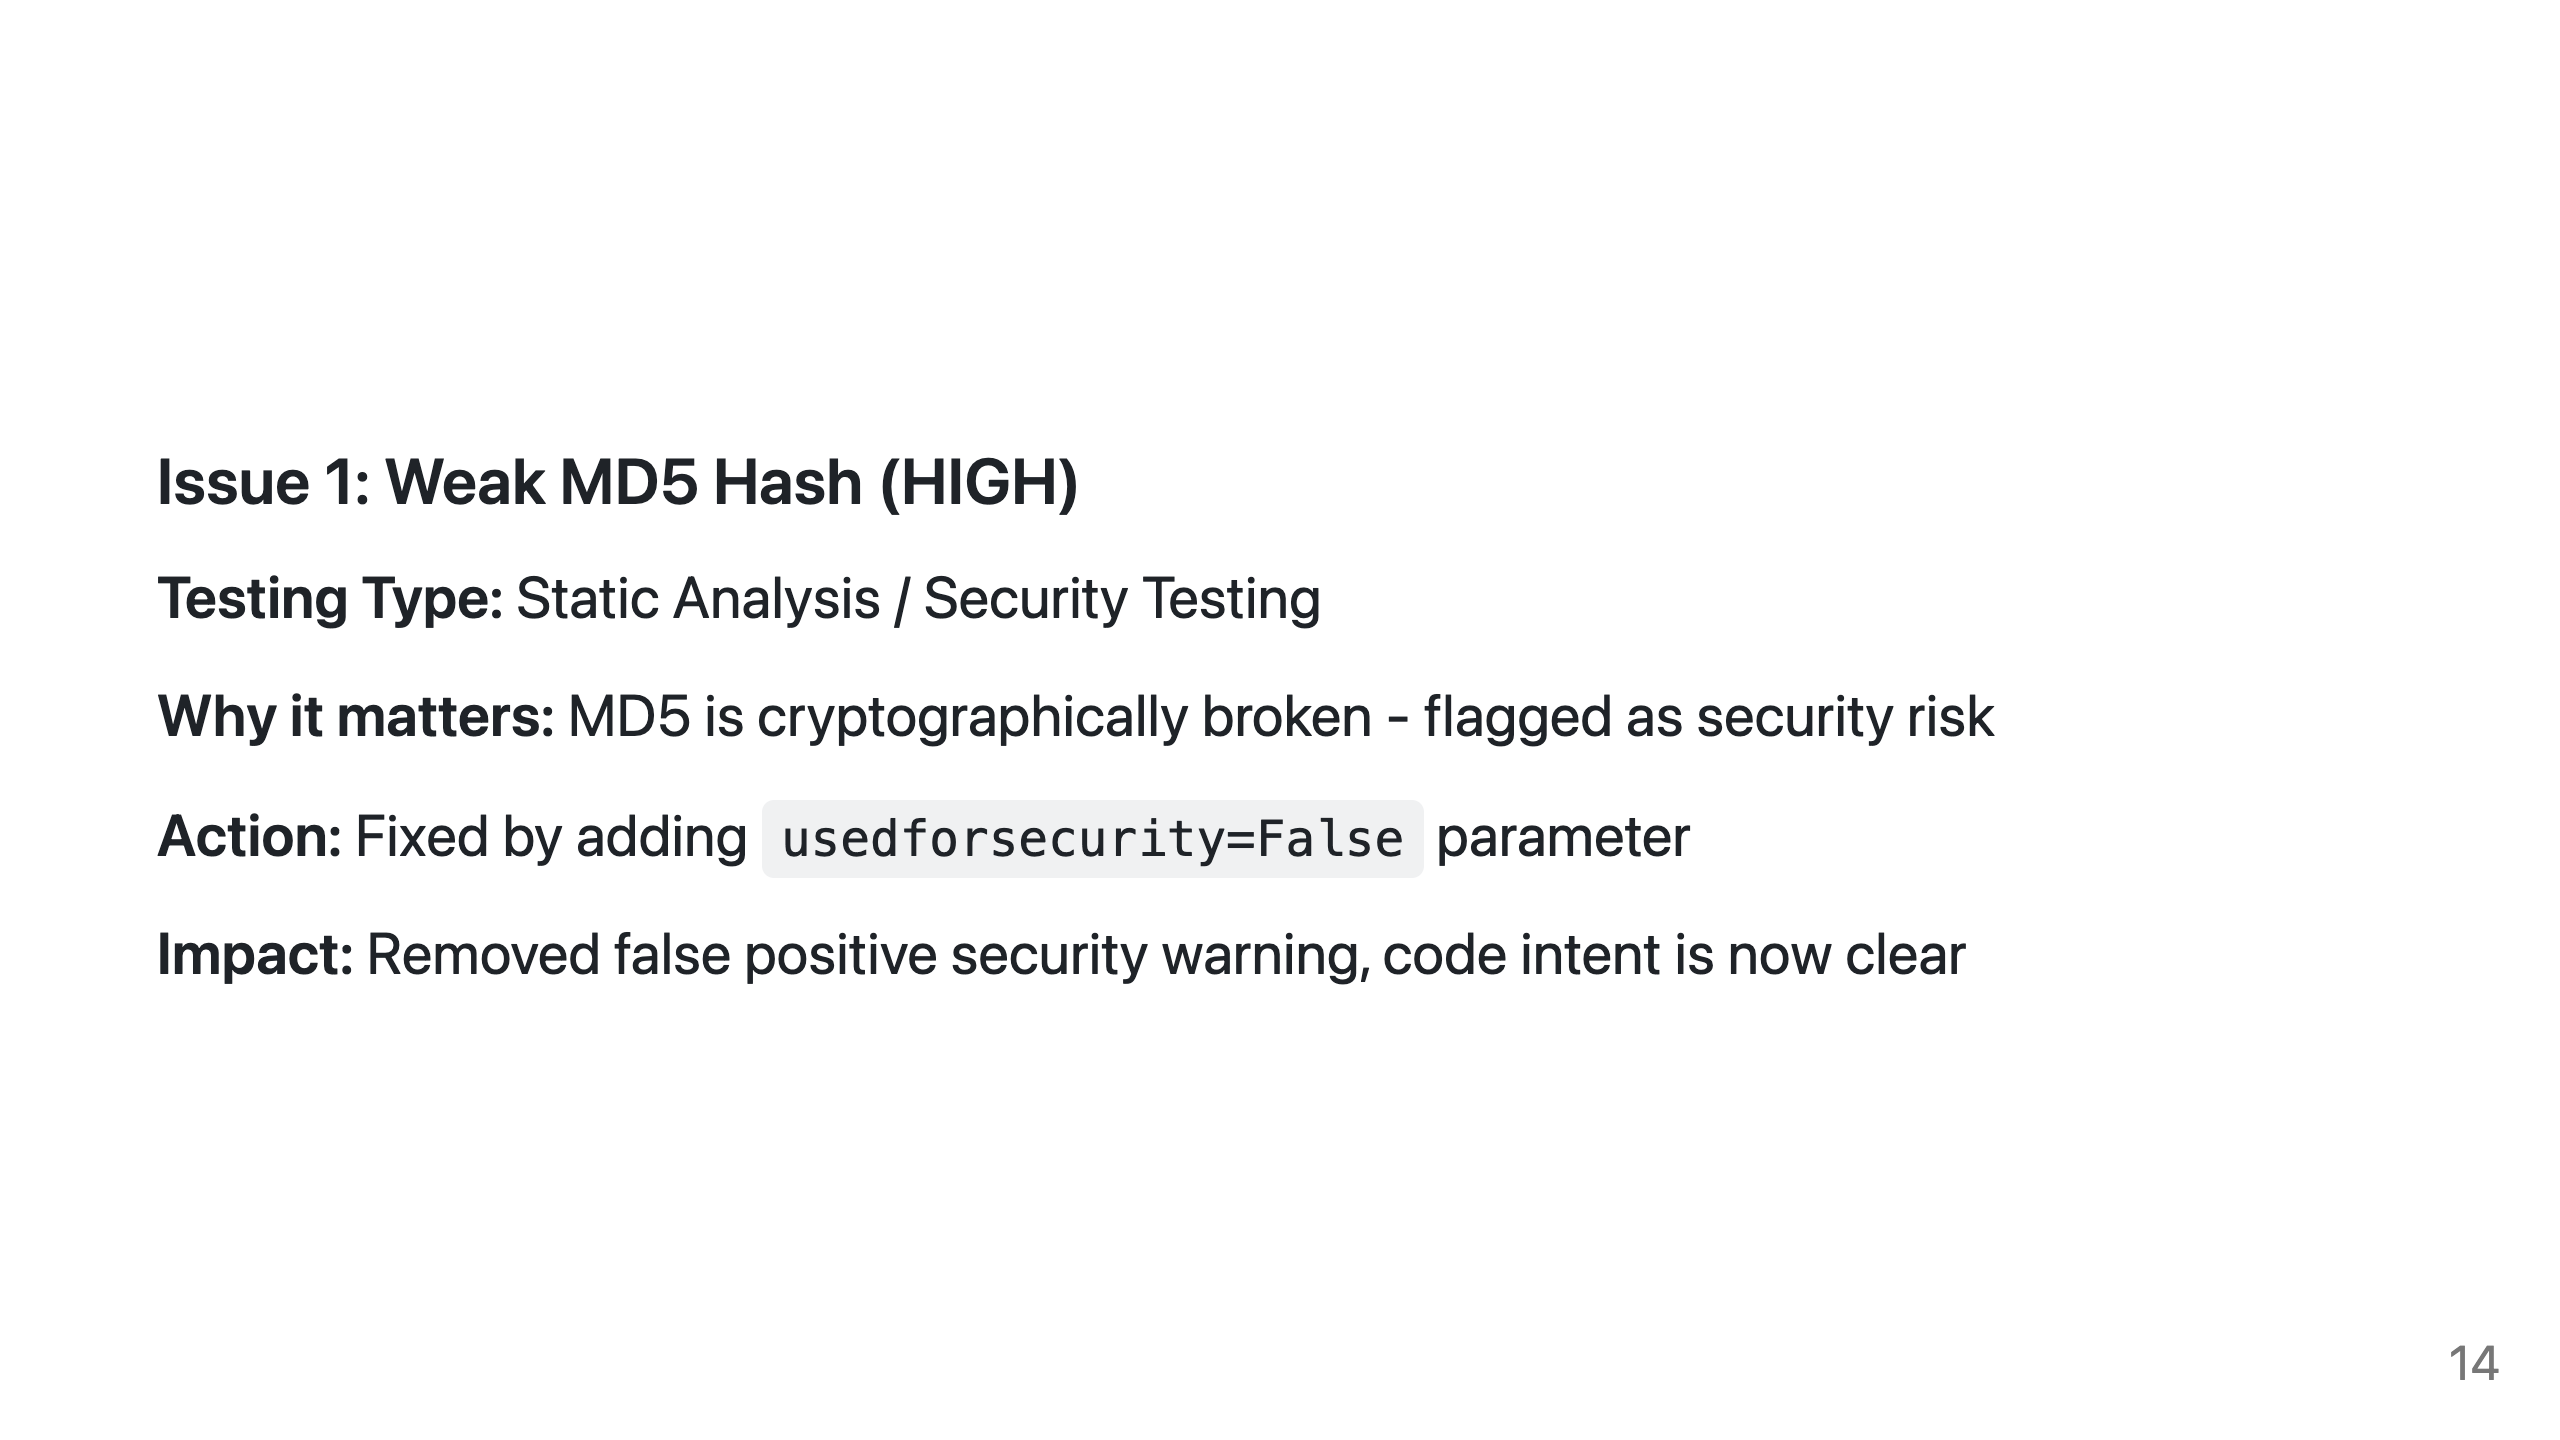 Issue 1: Weak MD5 Hash (HIGH)
Testing Type: Static Analysis / Security Testing
Why it matters: MD5 is cryptographically broken - flagged as security risk
Action: Fixed by adding usedforsecurity=False parameter
Impact: Removed false positive security warning, code intent is now clear
14